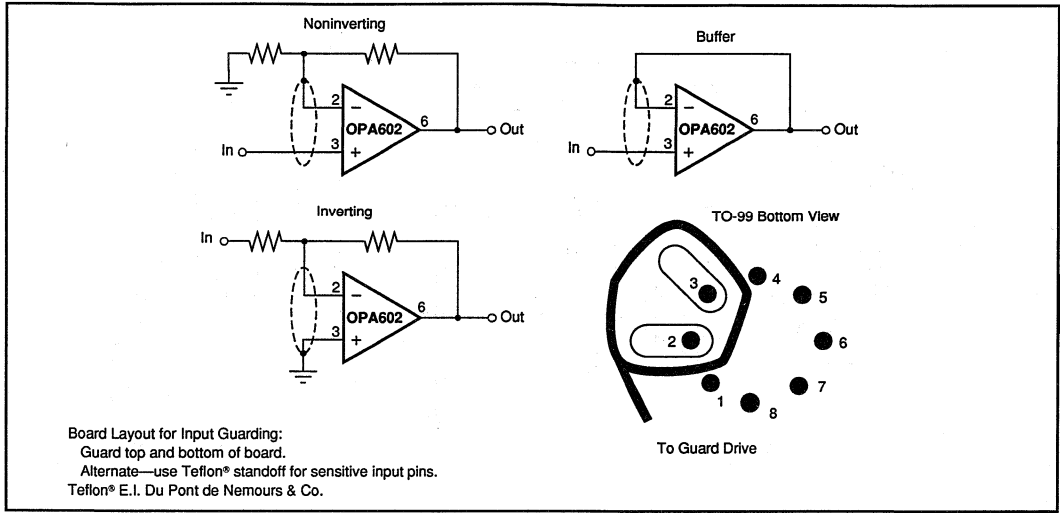 Noninverting
2
−
OPA602
6
Out
In
3
+
Buffer
2
−
OPA602
6
Out
In
3
+
Inverting
In
2
−
OPA602
6
Out
3
+
TO-99 Bottom View
3
4
5
2
6
1
7
8
To Guard Drive
Board Layout for Input Guarding:
Guard top and bottom of board.
Alternate—use Teflon® standoff for sensitive input pins.
Teflon® E.I. Du Pont de Nemours & Co.